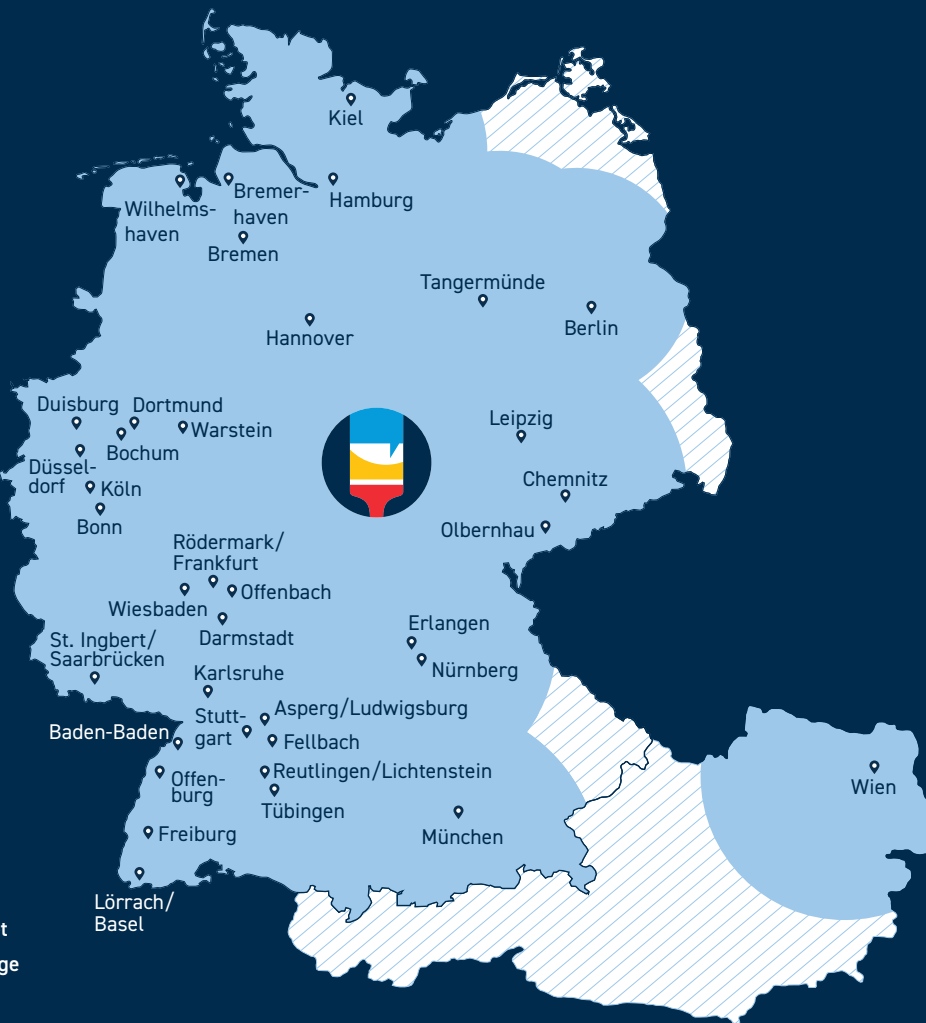 Kiel
Hamburg
Bremer-
haven
Wilhelms-
haven
Bremen
Tangermünde
Berlin
Hannover
Duisburg
Dortmund
Warstein
Bochum
Düssel-
dorf
Köln
Bonn
Leipzig
Chemnitz
Olbernhau
Rödermark/
Frankfurt
Offenbach
Wiesbaden
Darmstadt
Erlangen
Nürnberg
St. Ingbert/
Saarbrücken
Karlsruhe
Asperg/Ludwigsburg
Stutt-
gart
Baden-Baden
Fellbach
Reutlingen/Lichtenstein
Offen-
burg
Tübingen
Wien
München
Freiburg
Lörrach/
Basel
t
ge